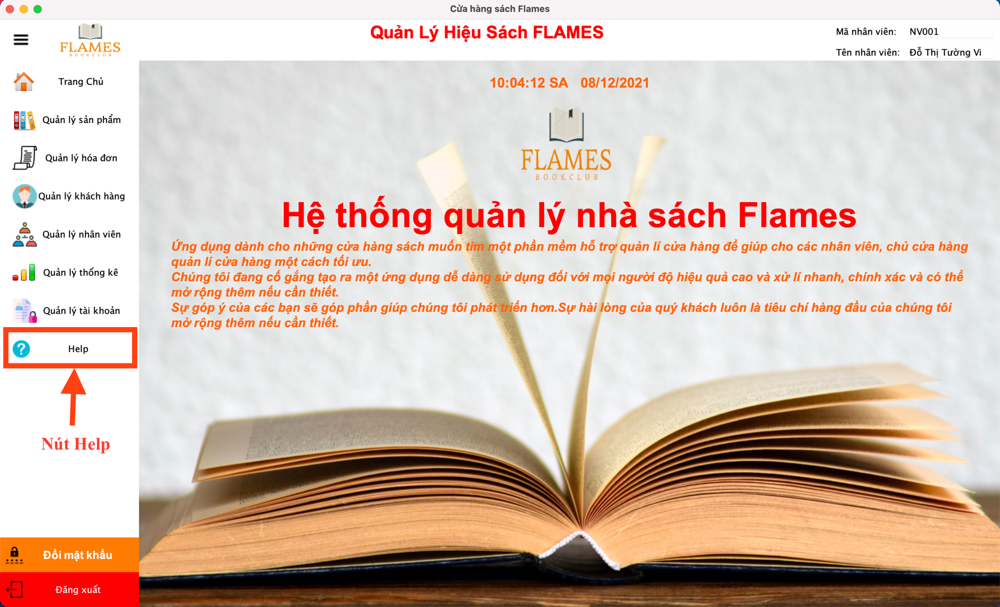 Cửa hàng sách Flames
FLAMES
BOOKCLUB
Quản Lý Hiệu Sách FLAMES
Mã nhân viên: NV001
Tên nhân viên: Đỗ Thị Tường Vi
Trang Chủ
Quản lý sản phẩm
Quản lý hóa đơn
Quản lý khách hàng
Quản lý nhân viên
Quản lý thống kê
Quản lý tài khoản
Help
Nút Help
Đổi mật khẩu
Đăng xuất
10:04:12 SA 08/12/2021
FLAMES
BOOKCLUB
Hệ thống quản lý nhà sách Flames
Ứng dụng dành cho những cửa hàng sách muốn tìm một phần mềm hỗ trợ quản lí cửa hàng để giúp cho các nhân viên, chủ cửa hàng
quản lí cửa hàng một cách tối ưu.
Chúng tôi đang cố gắng tạo ra một ứng dụng dễ dàng sử dụng đối với mọi người độ hiệu quả cao và xử lí nhanh, chính xác và có thể
mở rộng thêm nếu cần thiết.
Sự góp ý của các bạn sẽ góp phần giúp chúng tôi phát triển hơn.Sự hài lòng của quý khách luôn là tiêu chí hàng đầu của chúng tôi
mở rộng thêm nếu cần thiết.